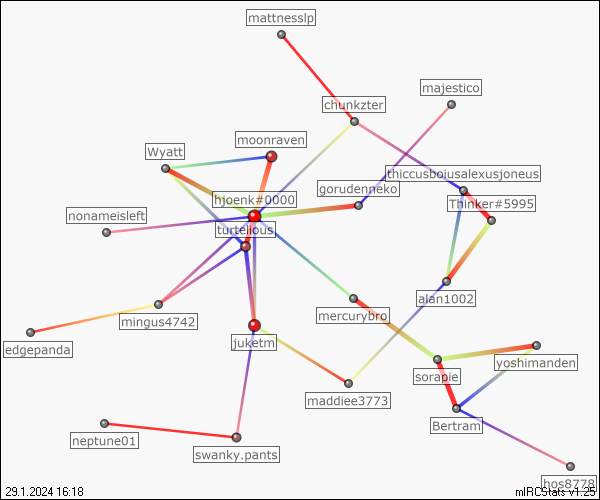 mattnesslp
majestico
chunkzter
moonraven
Wyatt
thiccusbojusalexusjoneus
gorudenneko
hjoenk#0000
Thinker#5995
nonameisleft
turtelious
alan1002
mercurybro
mingus4742
juketm
edgepanda
yoshimanden
sorapie
maddiee3773
Bertram
neptune01
swanky.pants
hos8778
29.1.2024 16:18
mIRCStats v1.25